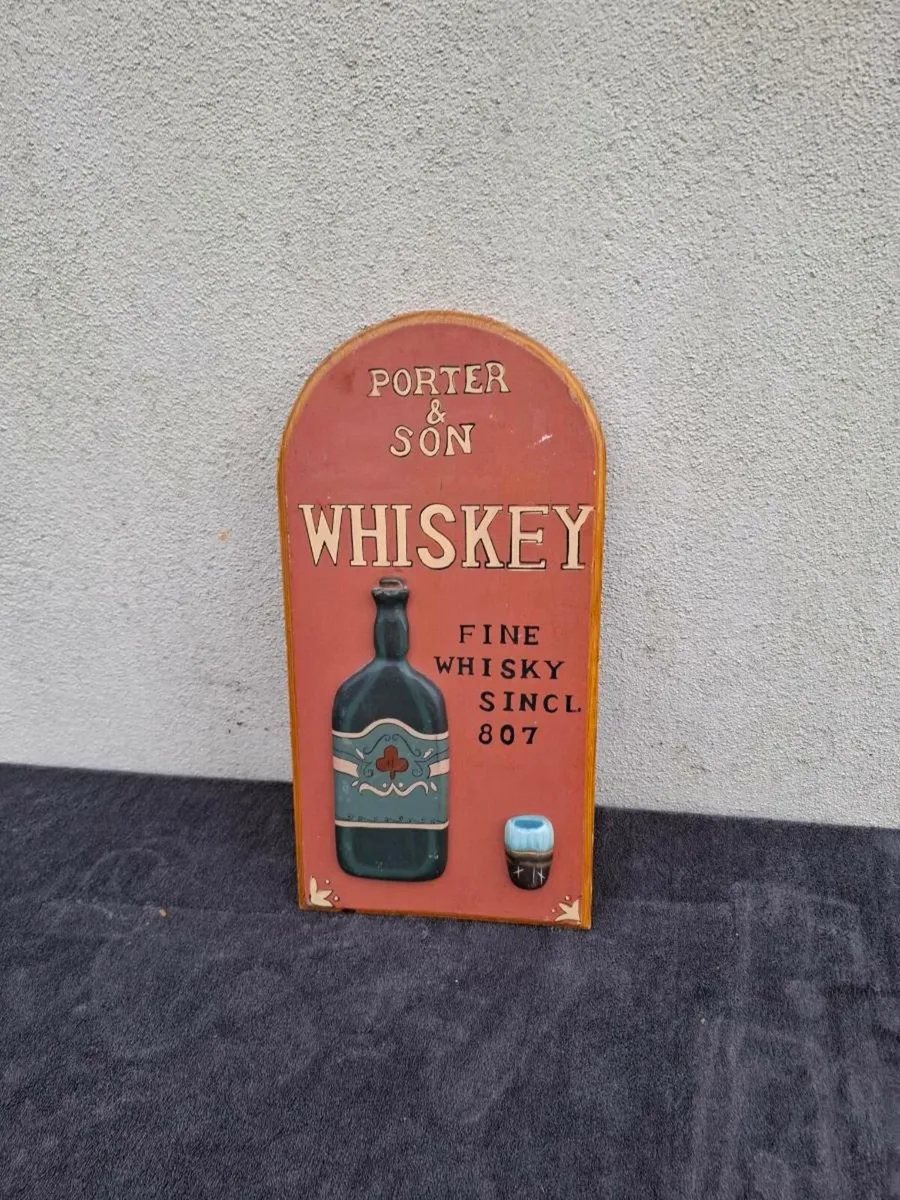 PORTER
&
SON
WHISKEY
FINE
WHISKY
SINCL
807